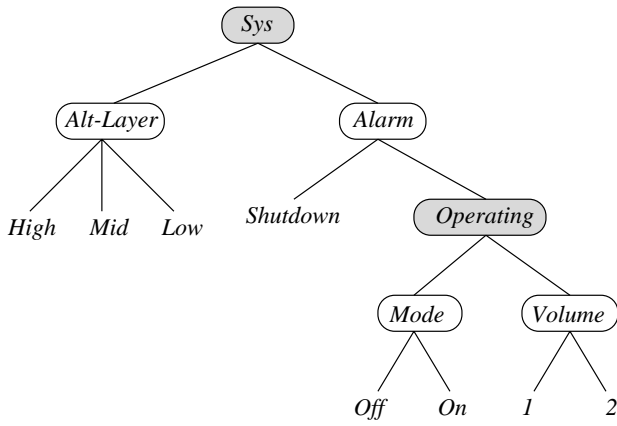 Sys
Alt-Layer Alarm
High Mid Low Shutdown Operating
Mode Volume
Off On 1 2